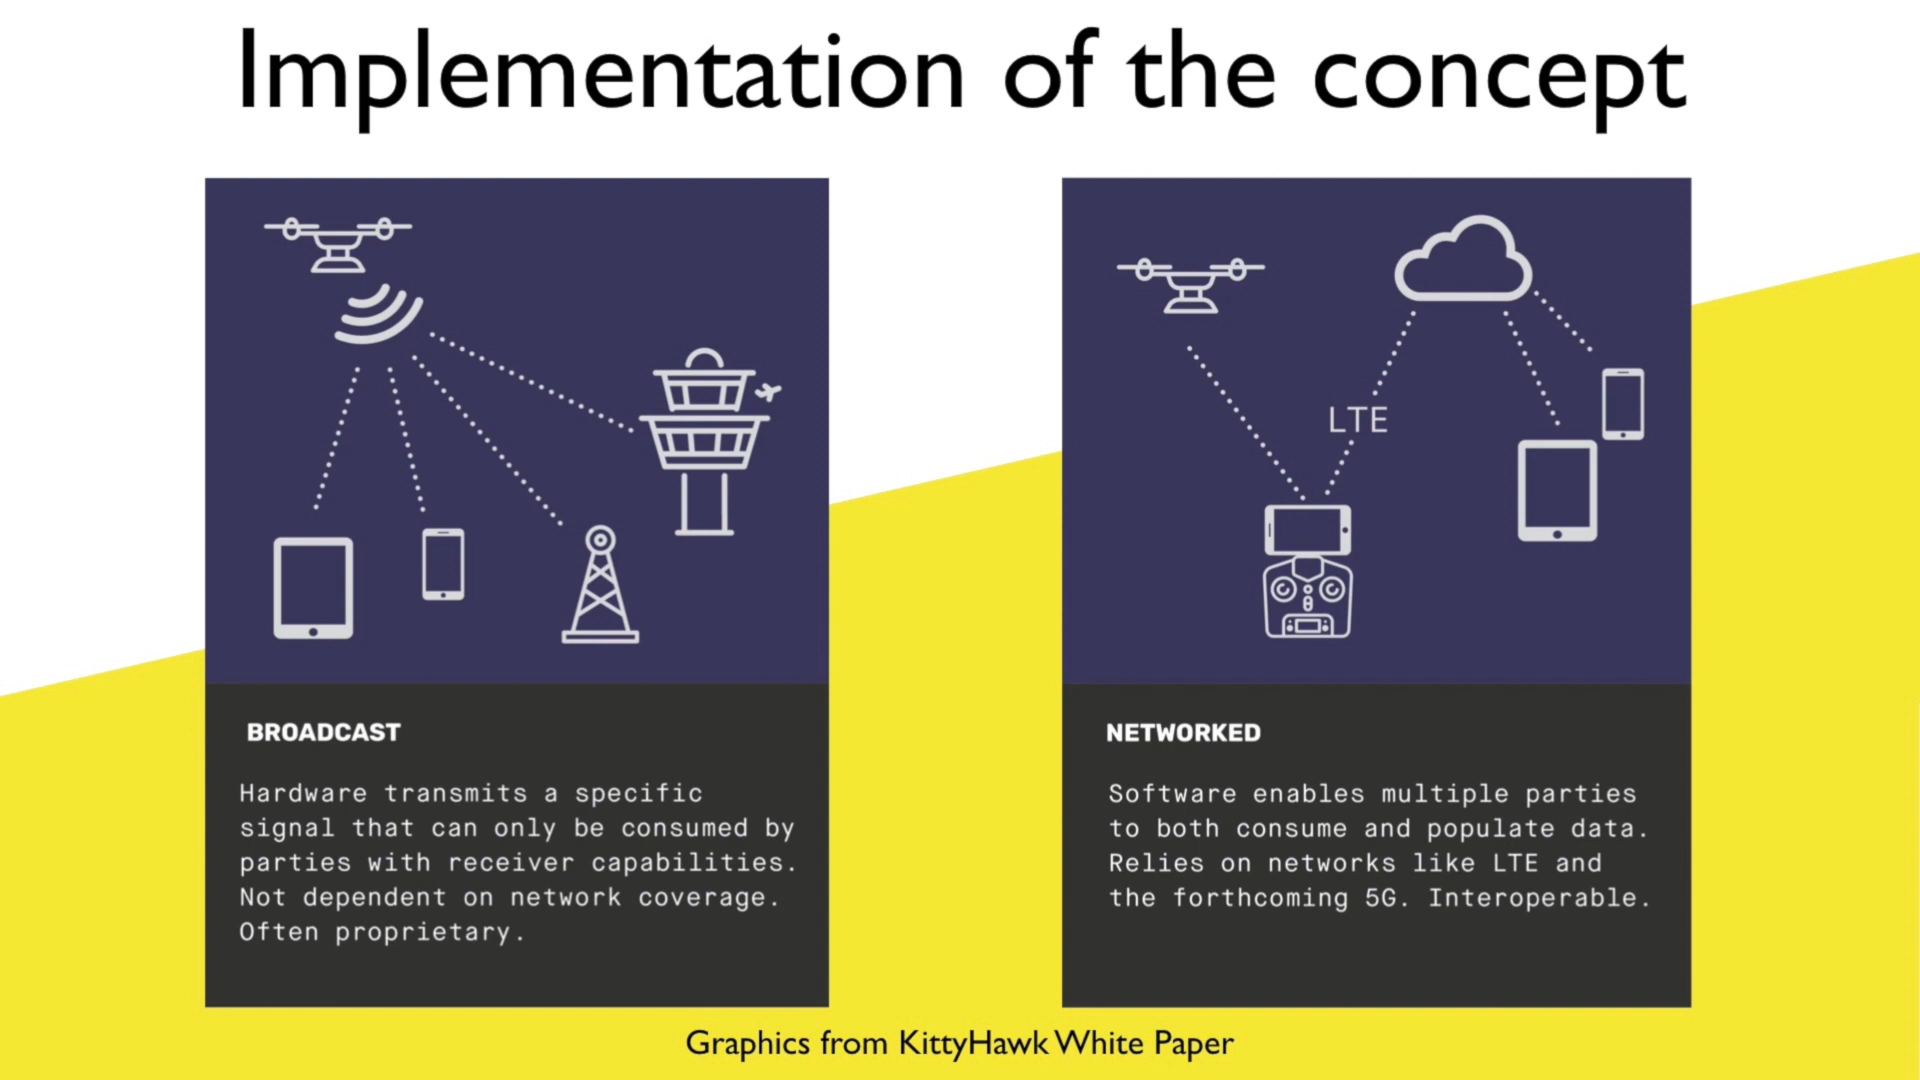 Implementation of the concept
LTE
BROADCAST
Hardware transmits a specific
signal that can only be consumed by
parties with receiver capabilities.
Not dependent on network coverage.
Often proprietary.
NETWORKED
Software enables multiple parties
to both consume and populate data.
Relies on networks like LTE and
the forthcoming 5G. Interoperable.
Graphics from KittyHawk White Paper